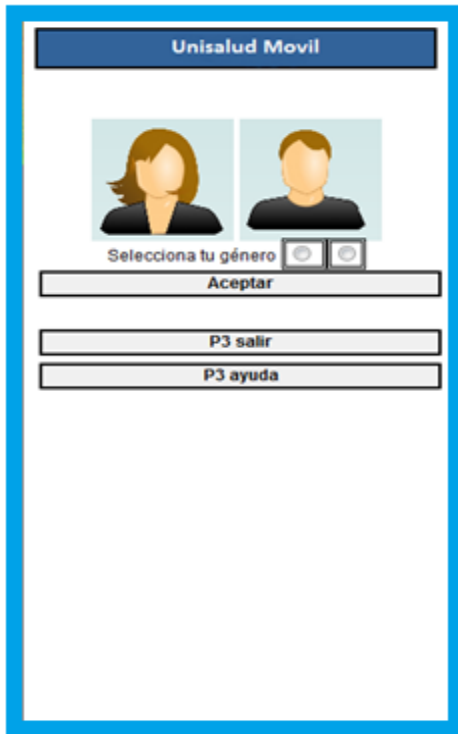 Unisalud Movil
Selecciona tu género
Aceptar
P3 salir
P3 ayuda